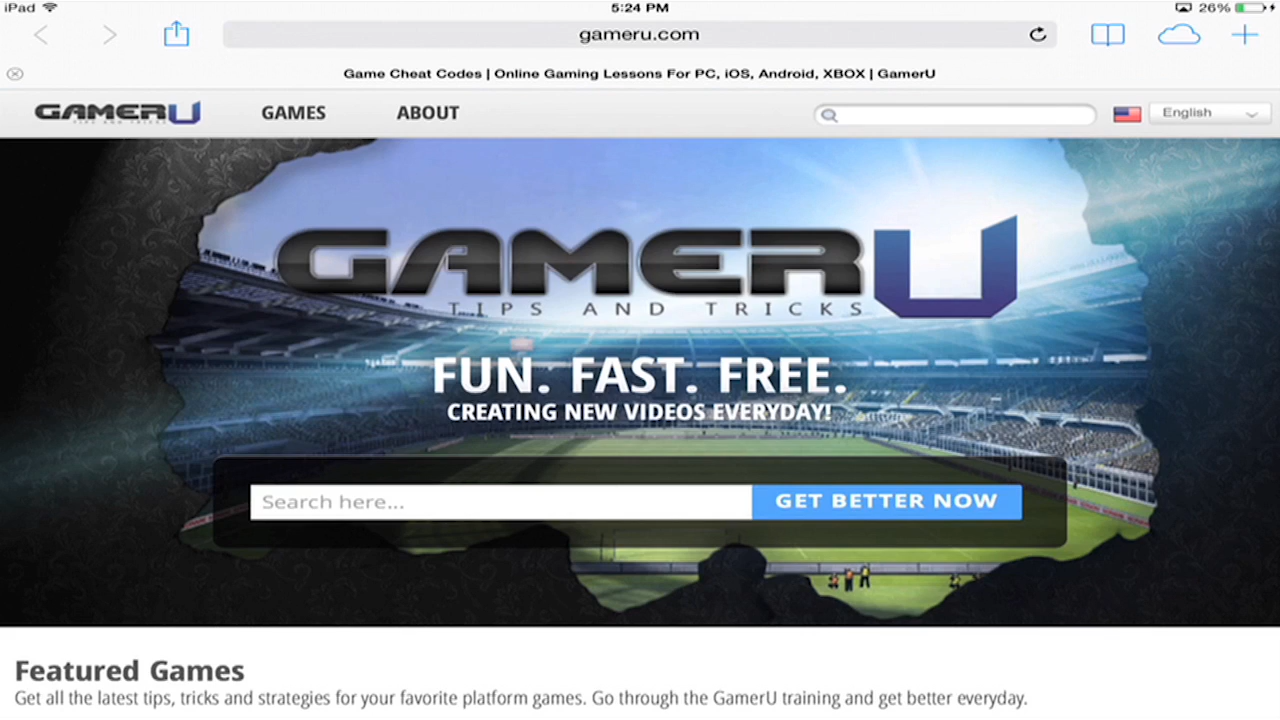 iPad 5:24 PM 26%
gameru.com
Game Cheat Codes | Online Gaming Lessons For PC, iOS, Android, XBOX | GamerU
GAMERU GAMES ABOUT English
TIPS AND TRICKS
GAMERU
TIPS AND TRICKS
FUN. FAST. FREE.
CREATING NEW VIDEOS EVERYDAY!
Search here... GET BETTER NOW
Featured Games
Get all the latest tips, tricks and strategies for your favorite platform games. Go through the GamerU training and get better everyday.